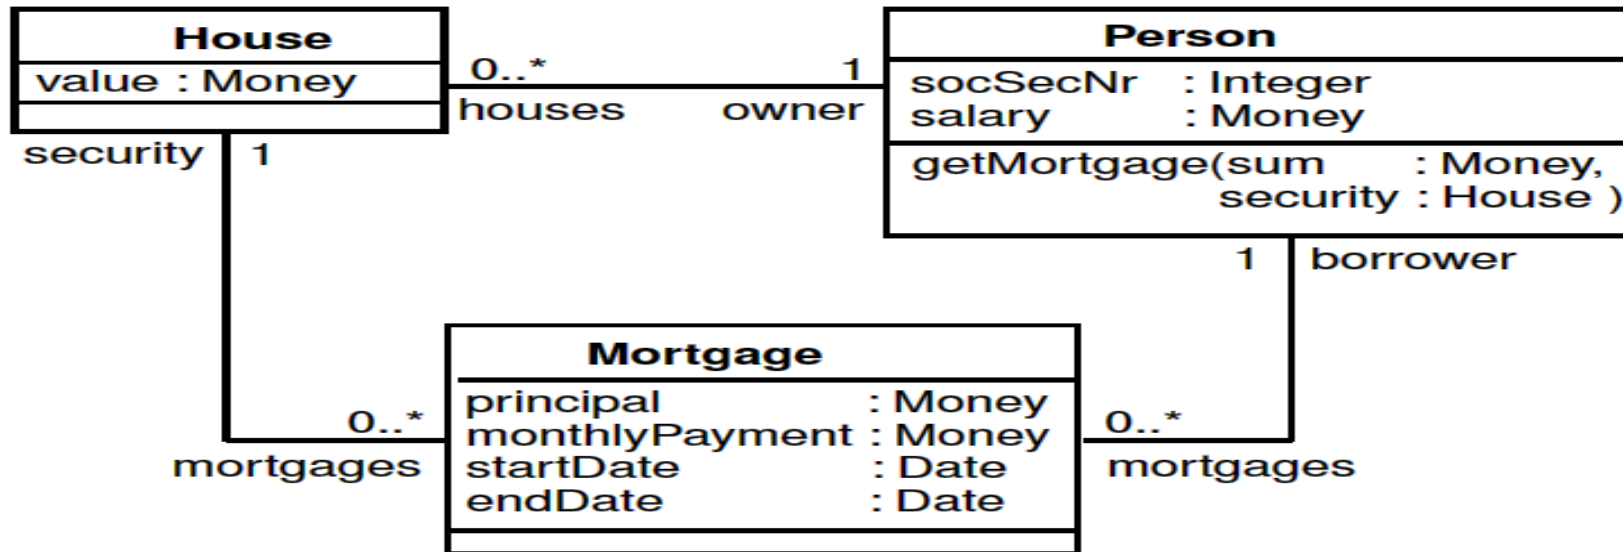 House
value : Money
0..*
houses
1
owner
Person
socSecNr : Integer
salary : Money
getMortgage(sum : Money,
security : House )
security
1
1
borrower
Mortgage
principal : Money
monthlyPayment : Money
startDate : Date
endDate : Date
0..*
mortgages
0..*
mortgages